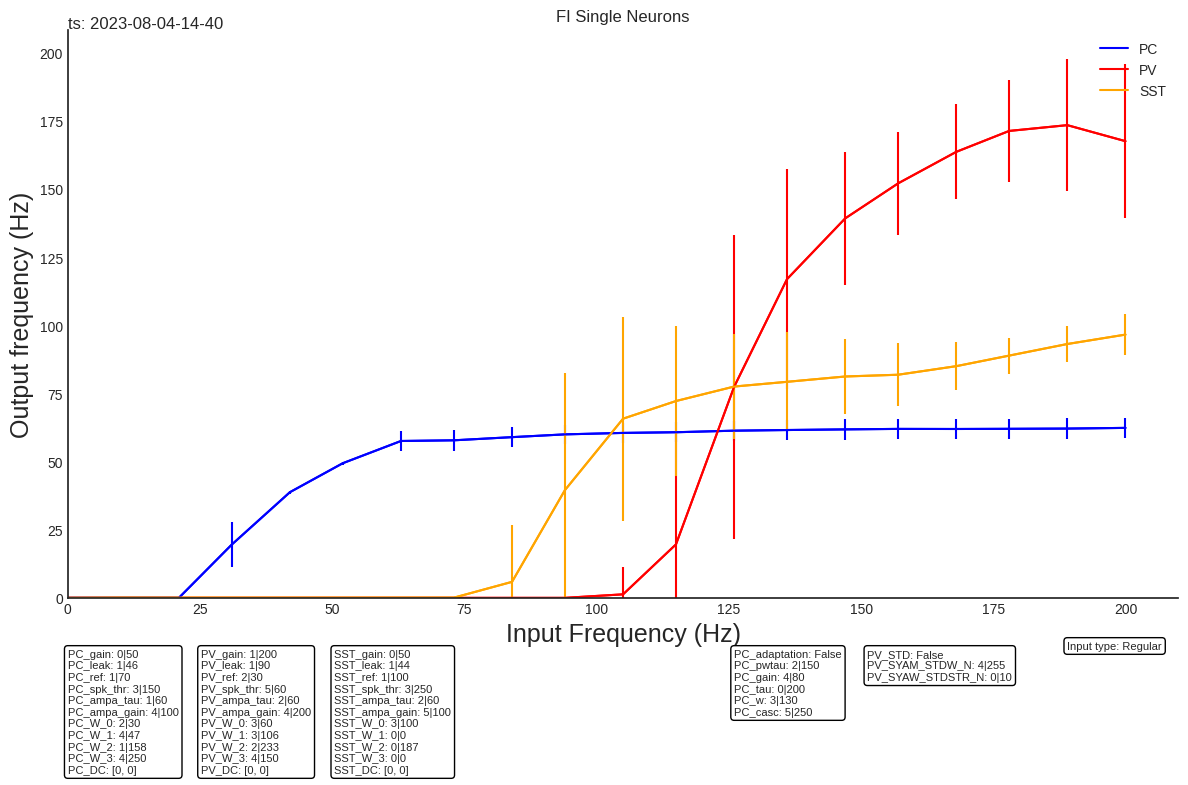 FI Single Neurons
ts: 2023-08-04-14-40
PC
PV
SST
Output frequency (Hz)
200
175
150
125
100
75
50
25
0
0 25 50 75 100 125 150 175 200
Input Frequency (Hz)
PC_gain: 0|50
PC_leak: 1|46
PC_ref: 1|70
PC_spk_thr: 3|150
PC_ampa_tau: 1|60
PC_ampa_gain: 4|100
PC_W_0: 2|30
PC_W_1: 4|47
PC_W_2: 1|158
PC_W_3: 4|250
PC_DC: [0, 0]
PV_gain: 1|200
PV_leak: 1|90
PV_ref: 2|30
PV_spk_thr: 5|60
PV_ampa_tau: 2|60
PV_ampa_gain: 4|200
PV_W_0: 3|60
PV_W_1: 3|106
PV_W_2: 2|233
PV_W_3: 4|150
PV_DC: [0, 0]
SST_gain: 0|50
SST_leak: 1|44
SST_ref: 1|100
SST_spk_thr: 3|250
SST_ampa_tau: 2|60
SST_ampa_gain: 5|100
SST_W_0: 3|100
SST_W_1: 0|0
SST_W_2: 0|187
SST_W_3: 0|0
SST_DC: [0, 0]
PC_adaptation: False
PC_pwtau: 2|150
PC_gain: 4|80
PC_tau: 0|200
PC_w: 3|130
PC_casc: 5|250
PV_STD: False
PV_SYAM_STDW_N: 4|255
PV_SYAW_STDSTR_N: 0|10
Input type: Regular